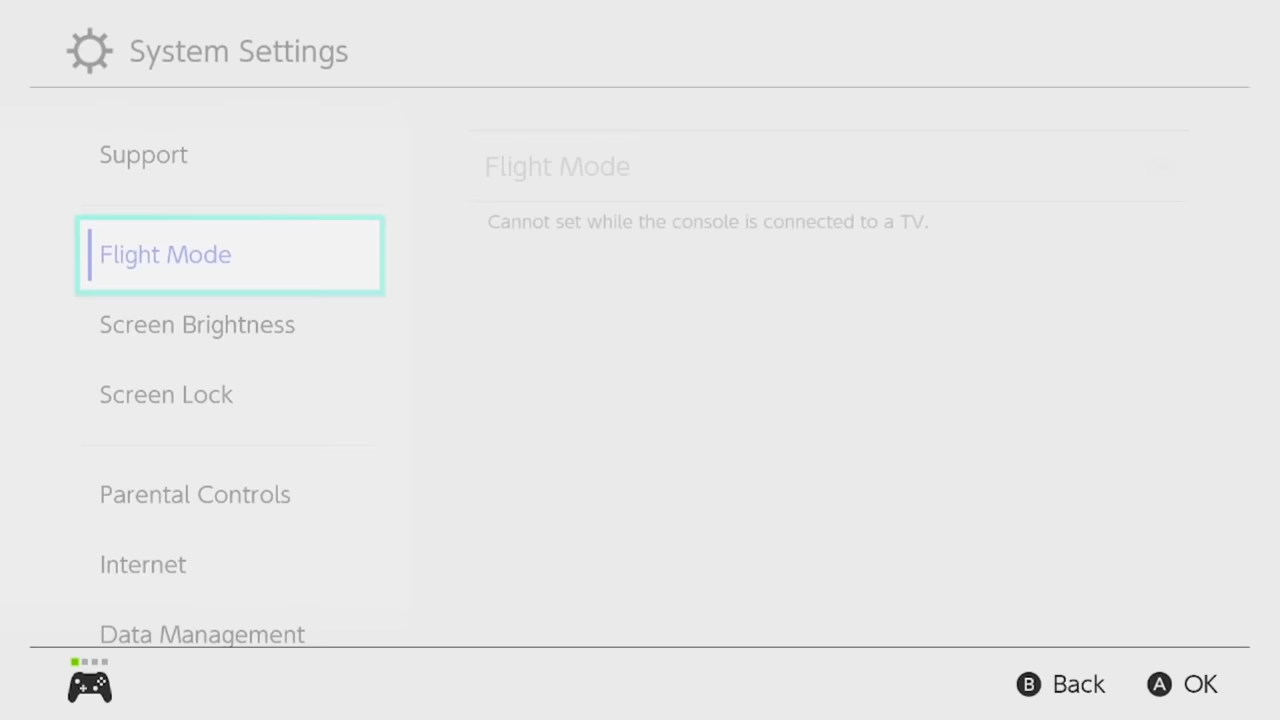 System Settings
Support
Flight Mode
Screen Brightness
Screen Lock
Parental Controls
Internet
Data Management
Flight Mode
Cannot set while the console is connected to a TV.
B Back
A OK